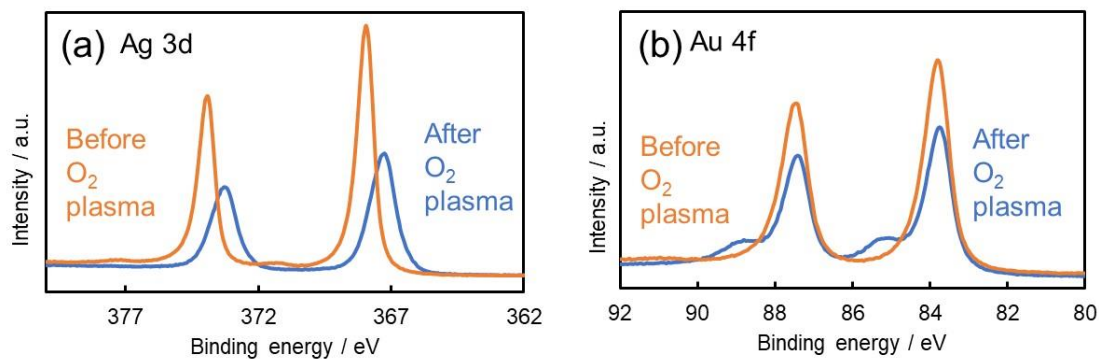 (a) Ag 3d
Before
O₂
plasma
After
O₂
plasma
Intensity / a.u.
377 372 367 362
Binding energy / eV
(b) Au 4f
Before
O₂
plasma
After
O₂
plasma
Intensity / a.u.
92 90 88 86 84 82 80
Binding energy / eV